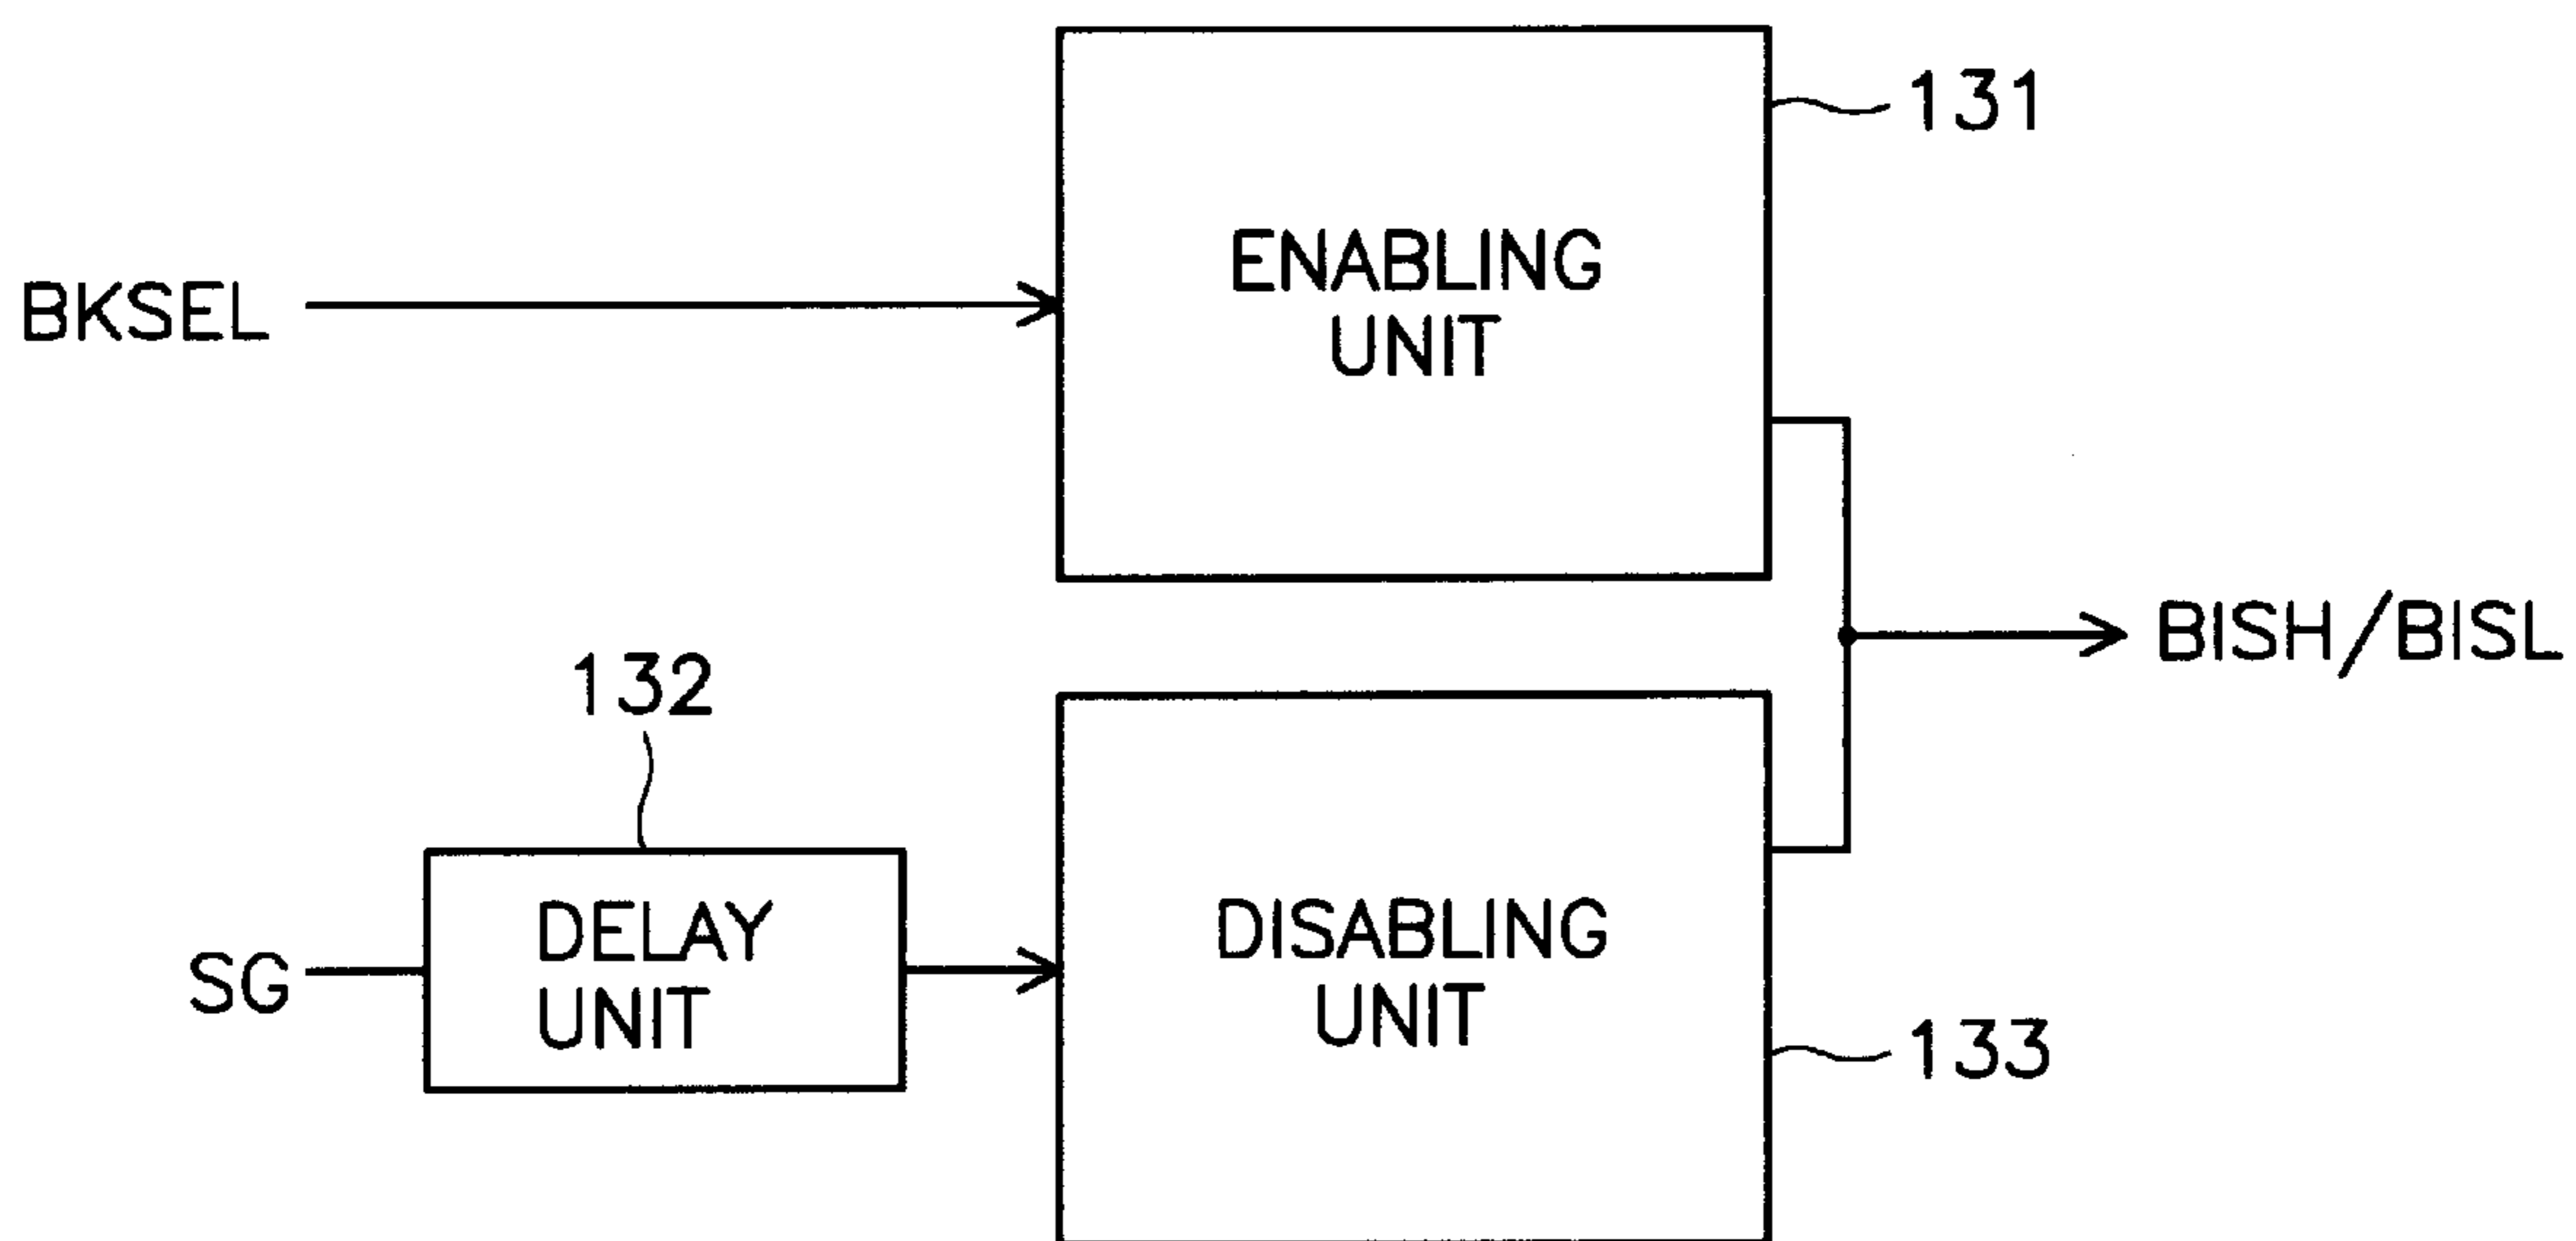 131
ENABLING
UNIT
BKSEL
BISH/BISL
132
DELAY
UNIT
SG
DISABLING
UNIT
133